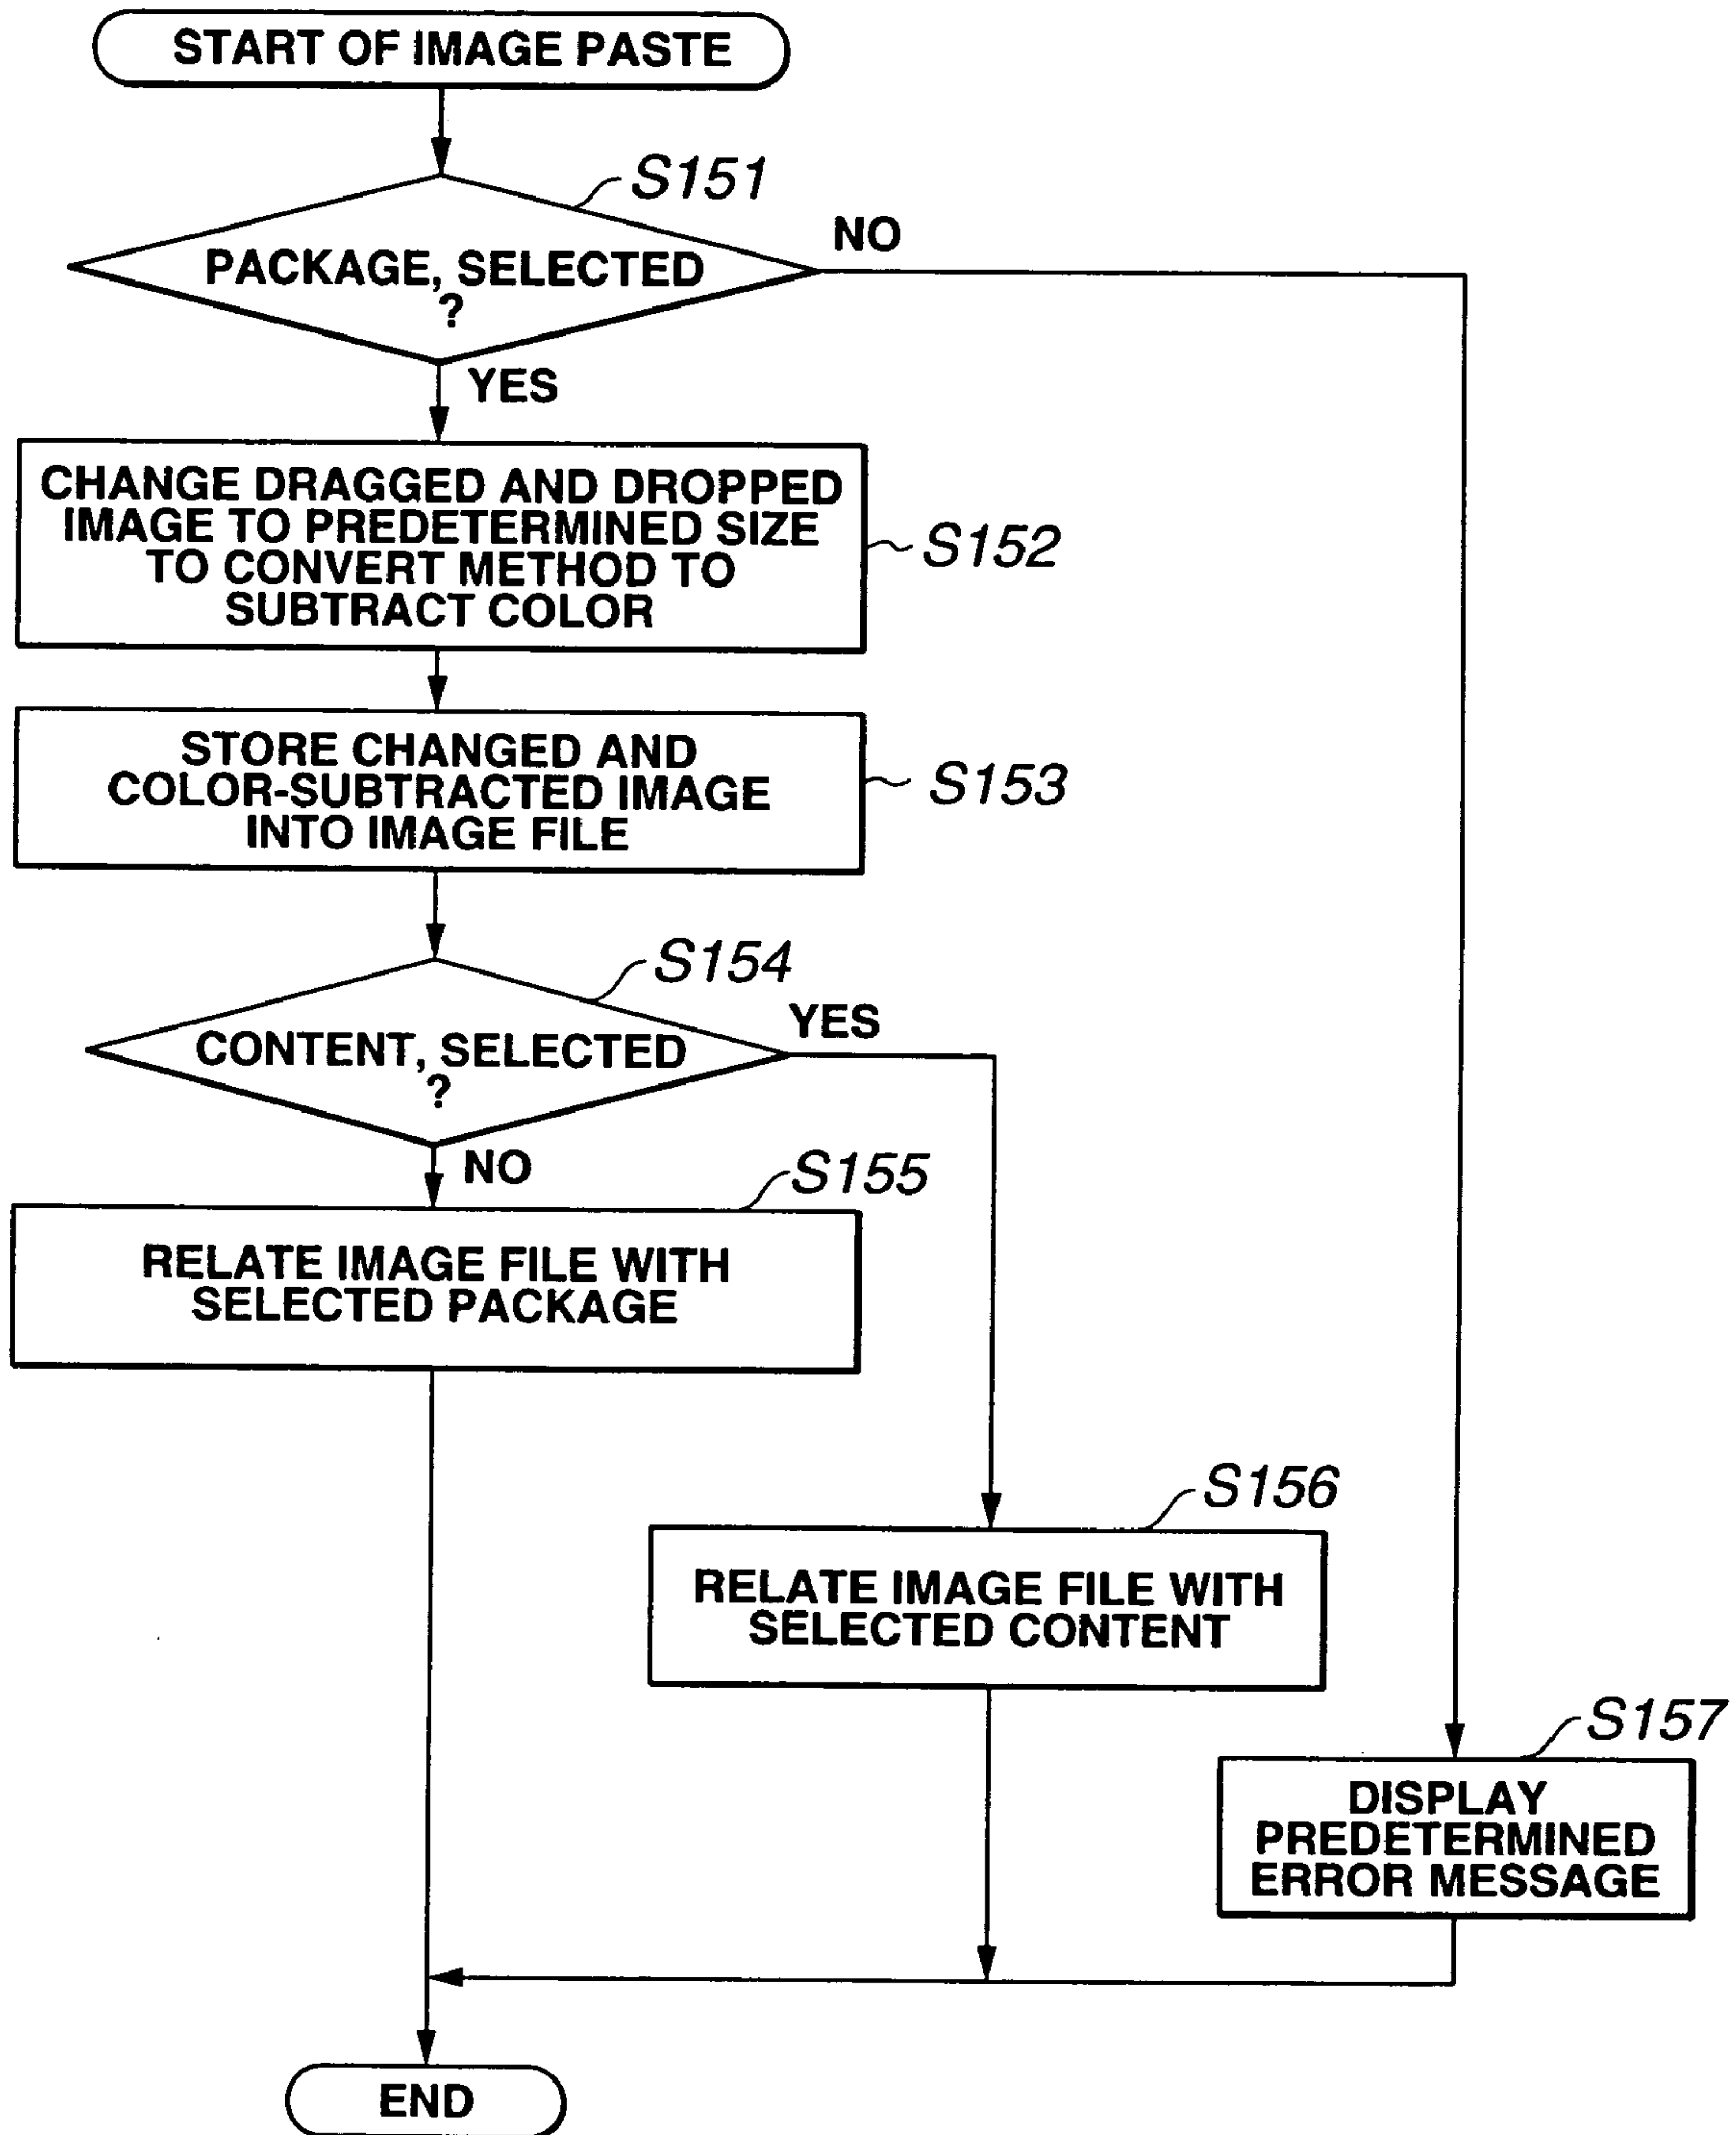 START OF IMAGE PASTE
S151
NO
PACKAGE, SELECTED
?
YES
CHANGE DRAGGED AND DROPPED
IMAGE TO PREDETERMINED SIZE
TO CONVERT METHOD TO
SUBTRACT COLOR
S152
STORE CHANGED AND
COLOR-SUBTRACTED IMAGE
INTO IMAGE FILE
S153
S154
YES
CONTENT, SELECTED
?
NO
S155
RELATE IMAGE FILE WITH
SELECTED PACKAGE
S156
RELATE IMAGE FILE WITH
SELECTED CONTENT
S157
DISPLAY
PREDETERMINED
ERROR MESSAGE
END